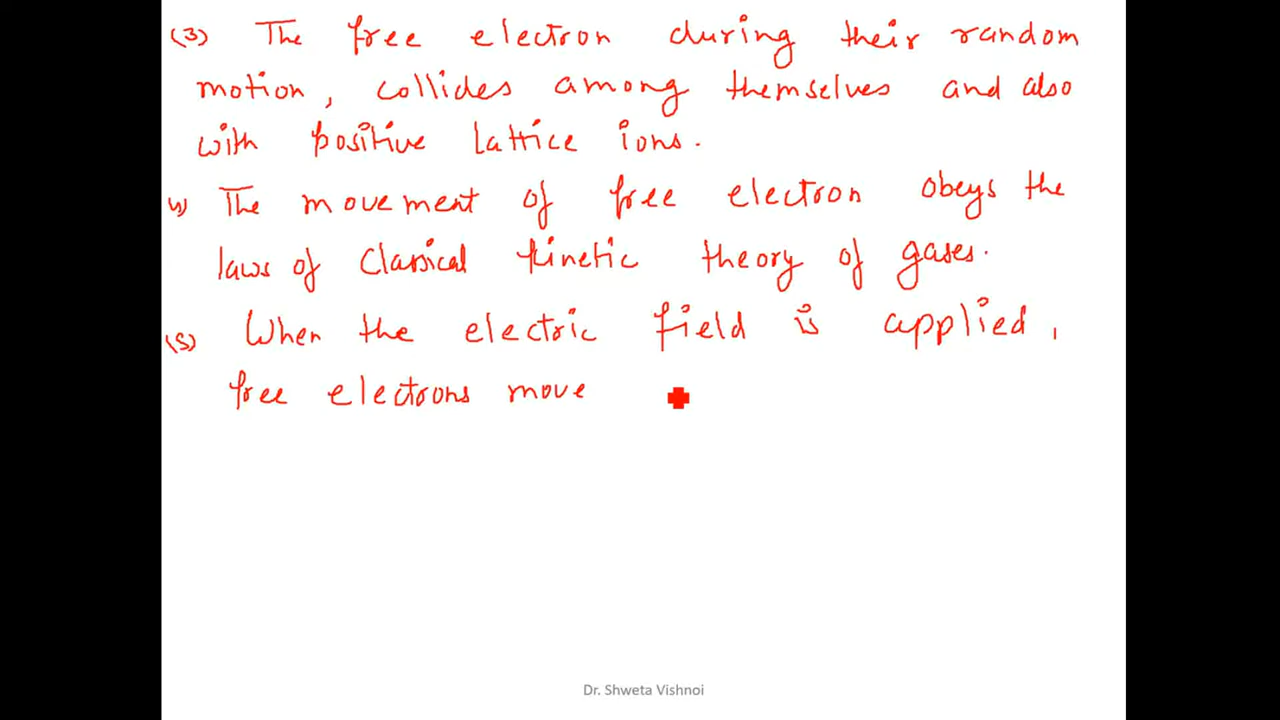 (3) The free electron during their random
motion, collides among themselves and also
with positive lattice ions.
4) The movement of free electron obeys the
laws of Classical kinetic theory of gases.
(5) When the electric field is applied,
free electrons move
Dr. Shweta Vishnoi